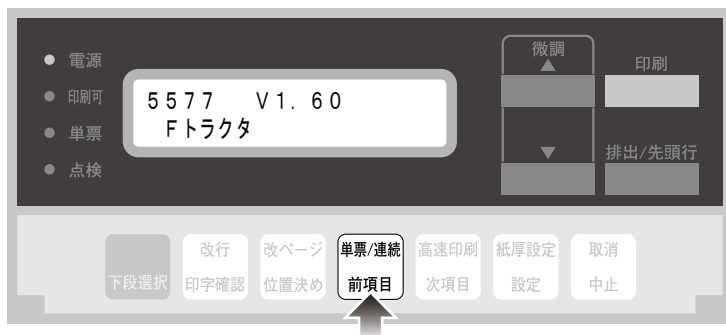 電源
印刷可
単票
点検
5577 V1.60
Fトラクタ
微調
▲
▼
印刷
排出/先頭行
下段選択
改行
印字確認
改ページ
位置決め
単票/連続
前項目
高速印刷
次項目
紙厚設定
設定
取消
中止